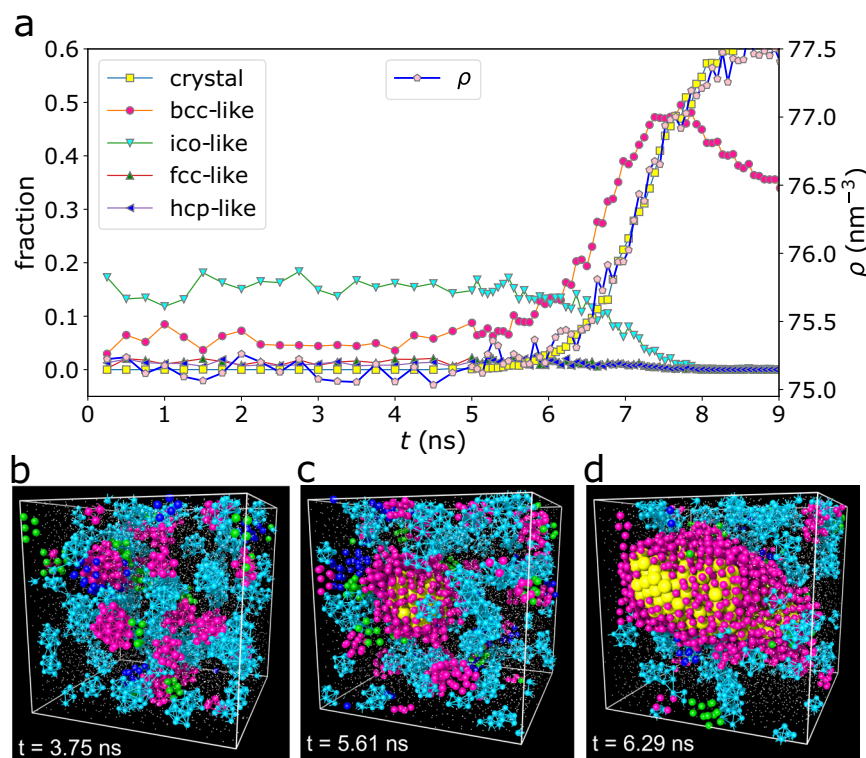 a
0.6
0.5
0.4
0.3
0.2
0.1
0.0
fraction
crystal
bcc-like
ico-like
fcc-like
hcp-like
ρ
77.5
77.0
76.5
76.0
75.5
75.0
ρ (nm⁻³)
0 1 2 3 4 5 6 7 8 9
t (ns)
b c d
t = 3.75 ns
t = 5.61 ns
t = 6.29 ns